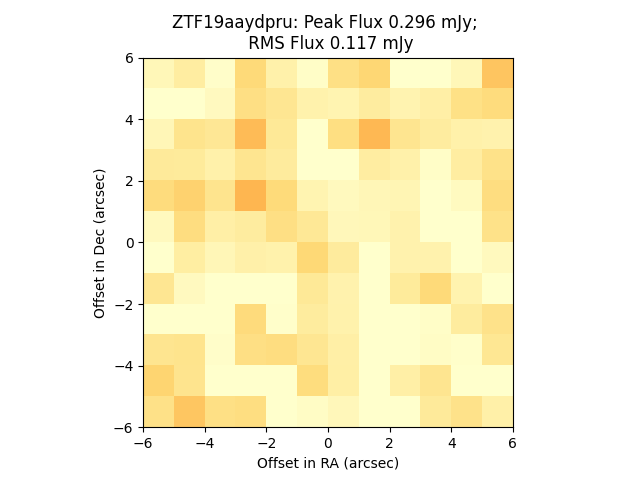 ZTF19aaydpru: Peak Flux 0.296 mJy;
RMS Flux 0.117 mJy
6
4
2
0
−2
−4
−6
−6 −4 −2 0 2 4 6
Offset in Dec (arcsec)
Offset in RA (arcsec)